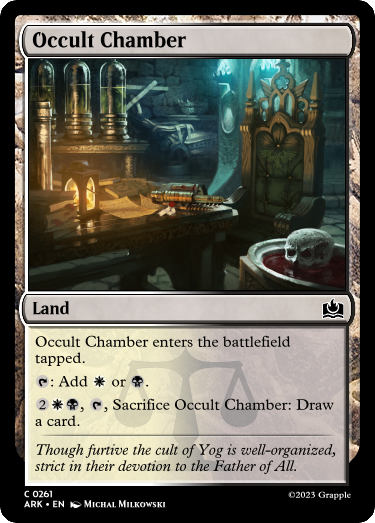 Occult Chamber
Land
Occult Chamber enters the battlefield
tapped.
: Add or .
2 , , Sacrifice Occult Chamber: Draw
a card.
Though furtive the cult of Yog is well-organized,
strict in their devotion to the Father of All.
C 0261
ARK • EN Michal Milkowski
©2023 Grapple